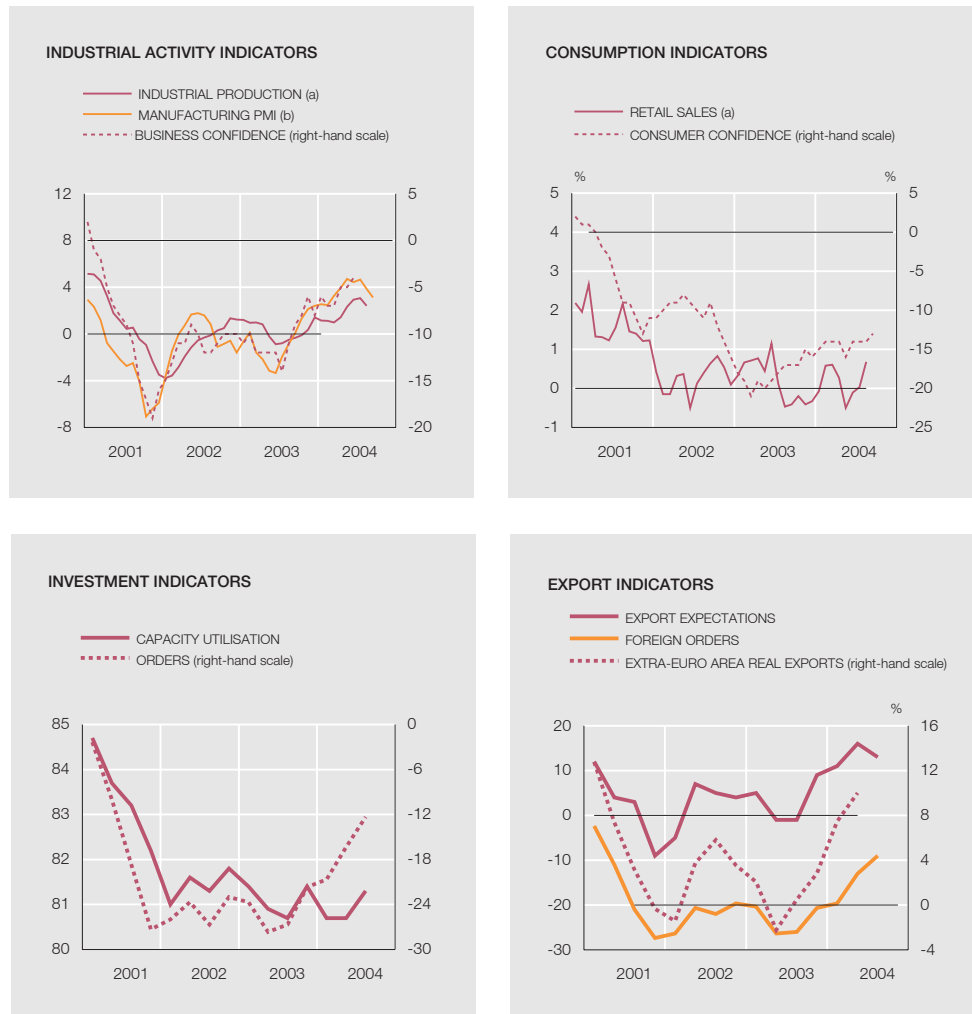 INDUSTRIAL ACTIVITY INDICATORS
INDUSTRIAL PRODUCTION (a)
MANUFACTURING PMI (b)
BUSINESS CONFIDENCE (right-hand scale)
12 5
8 0
4 -5
0 -10
-4 -15
-8 -20
2001 2002 2003 2004
CONSUMPTION INDICATORS
RETAIL SALES (a)
CONSUMER CONFIDENCE (right-hand scale)
% %
5 5
4 0
3 -5
2 -10
1 -15
0 -20
-1 -25
2001 2002 2003 2004
INVESTMENT INDICATORS
CAPACITY UTILISATION
ORDERS (right-hand scale)
85 0
84 -6
83 -12
82 -18
81 -24
80 -30
2001 2002 2003 2004
EXPORT INDICATORS
EXPORT EXPECTATIONS
FOREIGN ORDERS
EXTRA-EURO AREA REAL EXPORTS (right-hand scale)
%
20 16
10 12
0 8
-10 4
-20 0
-30 -4
2001 2002 2003 2004